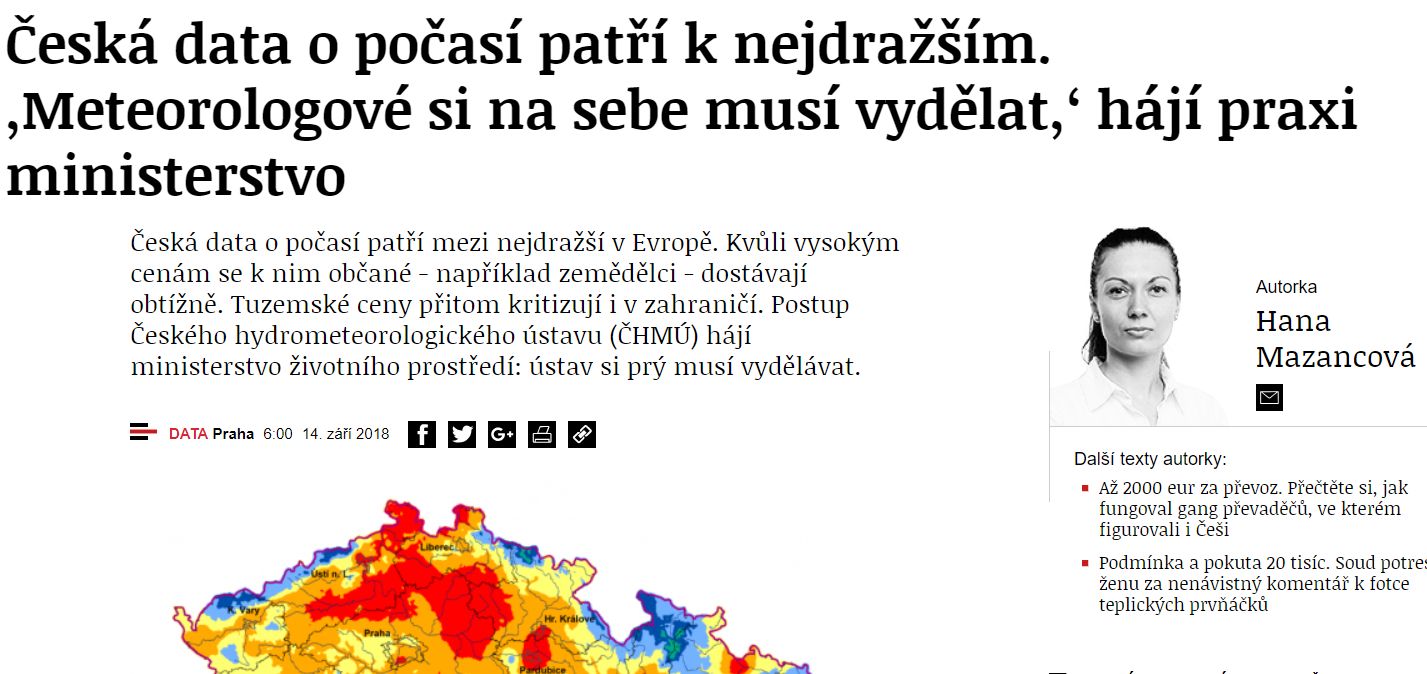 Česká data o počasí patří k nejdražším.
‚Meteorologové si na sebe musí vydělat,‘ hájí praxi
ministerstvo
Česká data o počasí patří mezi nejdražší v Evropě. Kvůli vysokým
cenám se k nim občané - například zemědělci - dostávají
obtížně. Tuzemské ceny přitom kritizují i v zahraničí. Postup
Českého hydrometeorologického ústavu (ČHMÚ) hájí
ministerstvo životního prostředí: ústav si prý musí vydělávat.
DATA Praha 6:00 14. září 2018
G+
Autorka
Hana
Mazancová
Další texty autorky:
Až 2000 eur za převoz. Přečtěte si, jak
fungoval gang převaděčů, ve kterém
figurovali i Češi
Podmínka a pokuta 20 tisíc. Soud potres
ženu za nenávistný komentář k fotce
teplických prvňáčků
Liberec
Ústí n. L.
K. Vary
Hr. Králové
Praha
Pardubice